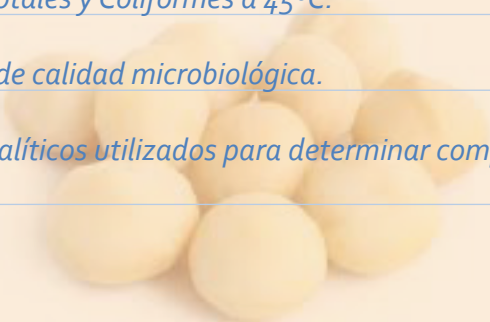 otales y Coliformes a 45°C.
de calidad microbiológica.
alíticos utilizados para determinar com